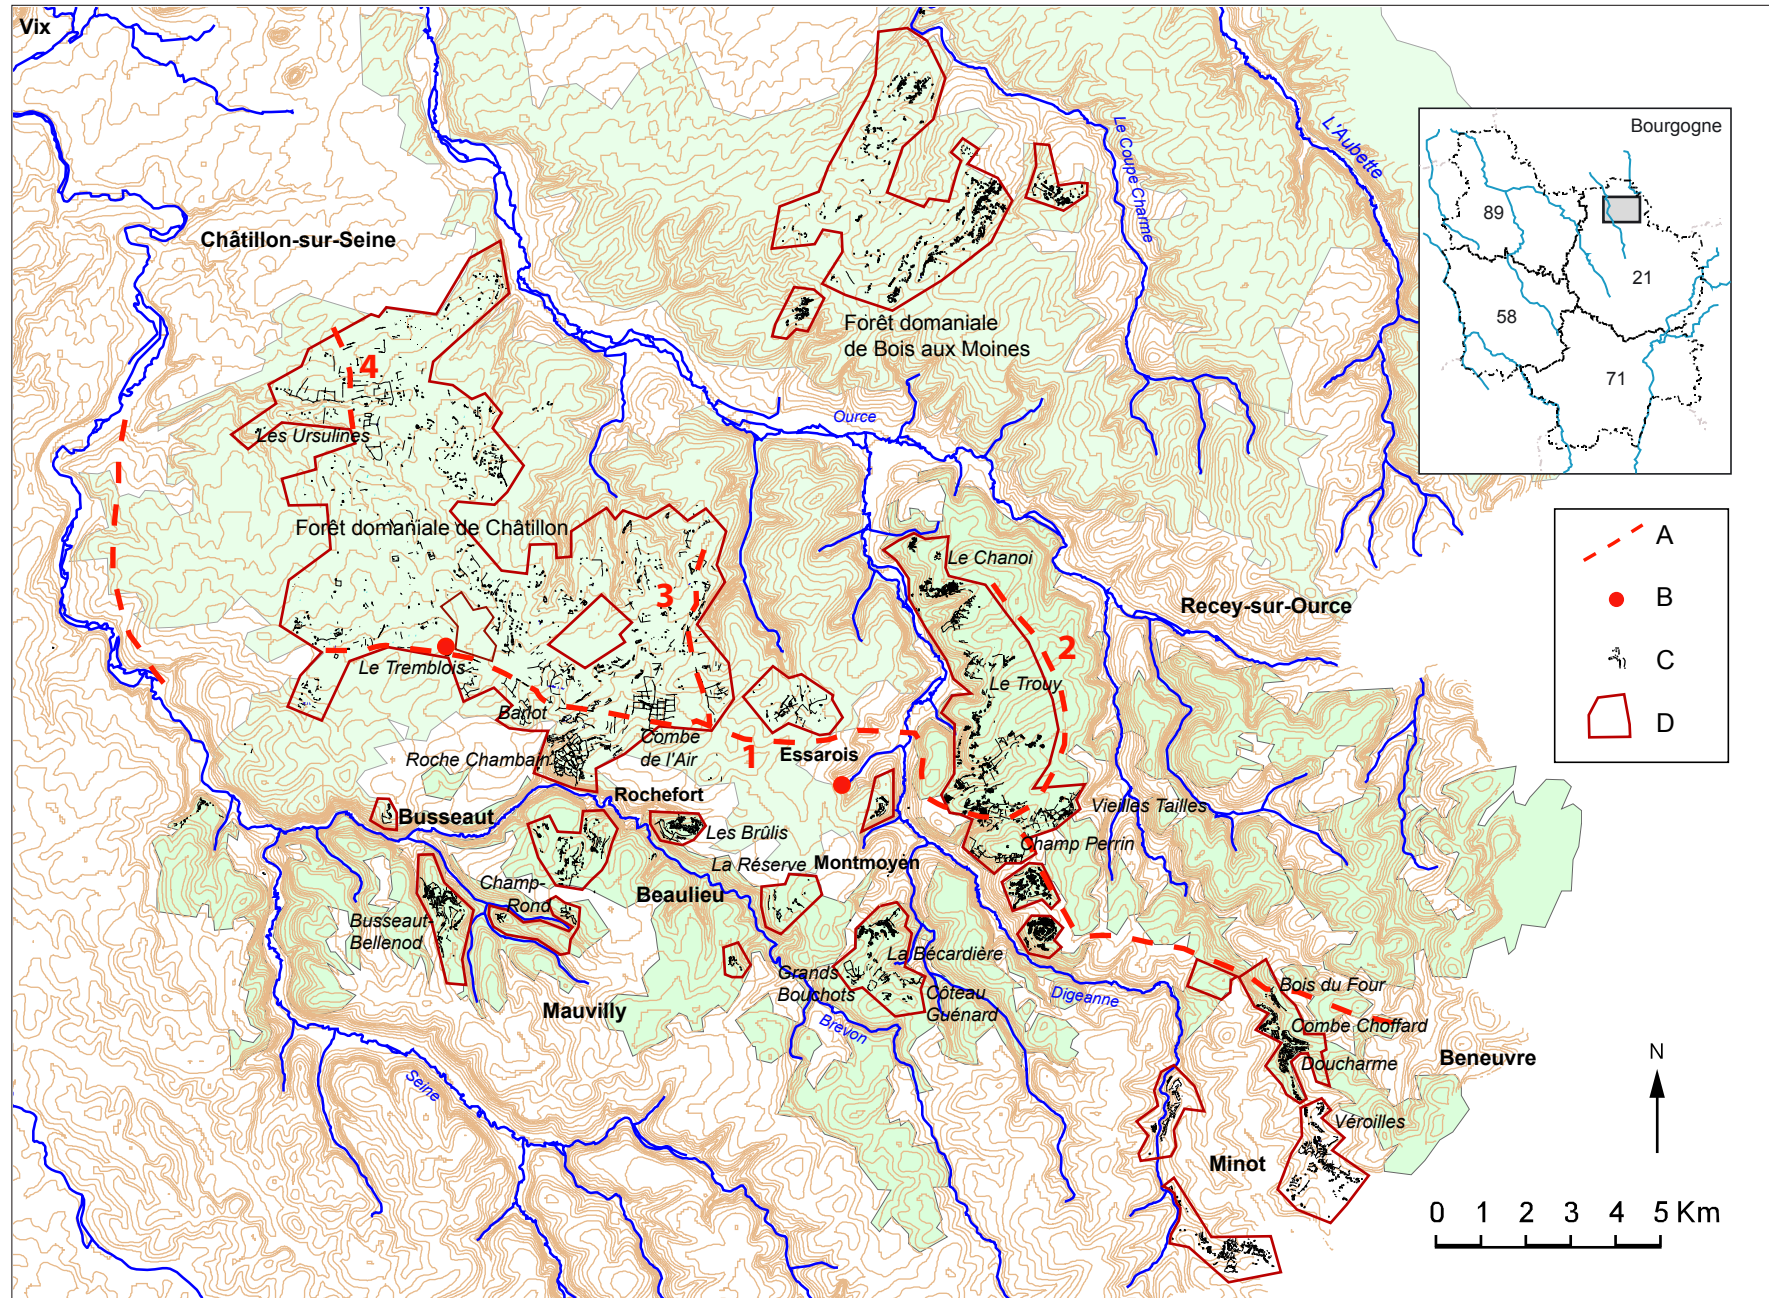 Vix
Châtillon-sur-Seine
L'Aubette
Le Coupe Charme
Bourgogne
89
21
58
71
Forêt domaniale
de Bois aux Moines
4
Les Ursulines
Ource
Forêt domaniale de Châtillon
Le Chanoi
3
Recey-sur-Ource
2
Le Tremblois
Le Trouy
Barlot
Combe
de l'Air
1
Essarois
Roche Chambain
Rochefort
Vieilles Tailles
Busseaut
Les Brûlis
Champ Perrin
La Réserve
Montmoyen
Champ-
Rond
Beaulieu
Busseaut-
Bellenod
La Bécardière
Grands
Bouchots
Côteau
Guénard
Digeanne
Bois du Four
Mauvilly
Brevon
Combe Choffard
Doucharme
Beneuvre
Seine
Véroilles
Minot
A
B
C
D
N
0 1 2 3 4 5 Km